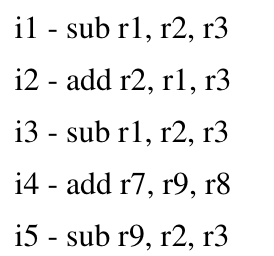 i1 - sub r1, r2, r3
i2 - add r2, r1, r3
i3 - sub r1, r2, r3
i4 - add r7, r9, r8
i5 - sub r9, r2, r3